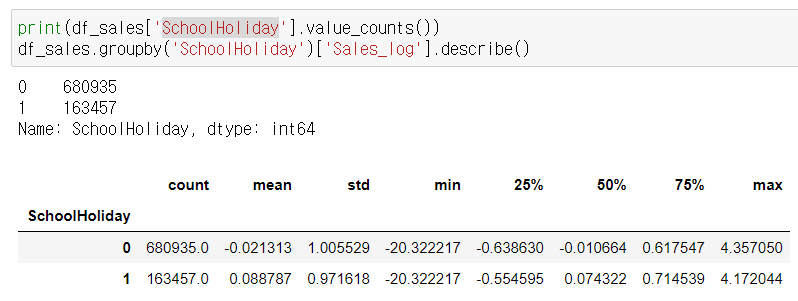 print(df_sales['SchoolHoliday'].value_counts())
df_sales.groupby('SchoolHoliday')['Sales_log'].describe()
0    680935
1    163457
Name: SchoolHoliday, dtype: int64
count mean std min 25% 50% 75% max
SchoolHoliday
0 680935.0 -0.021313 1.005529 -20.322217 -0.638630 -0.010664 0.617547 4.357050
1 163457.0 0.088787 0.971618 -20.322217 -0.554595 0.074322 0.714539 4.172044